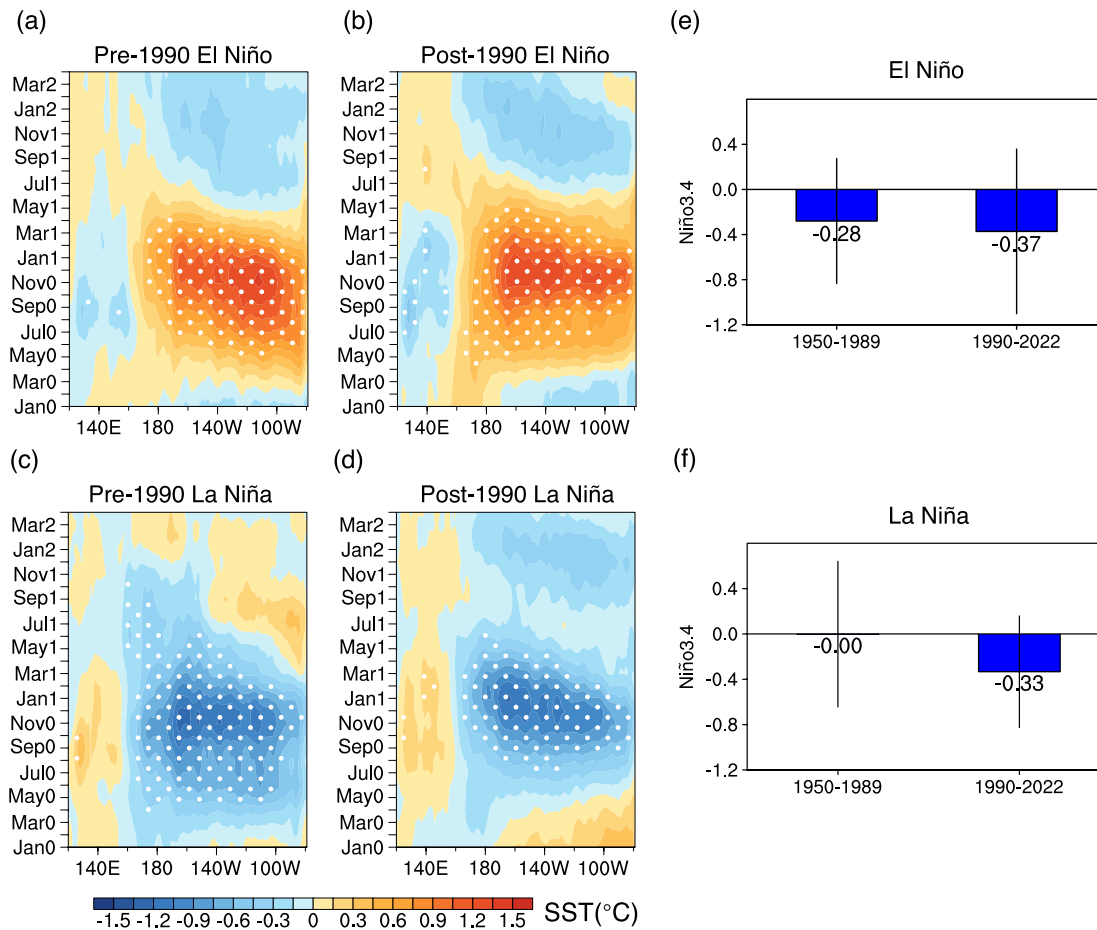 (a)
Pre-1990 El Niño
Mar2
Jan2
Nov1
Sep1
Jul1
May1
Mar1
Jan1
Nov0
Sep0
Jul0
May0
Mar0
Jan0
140E 180 140W 100W
(b)
Post-1990 El Niño
Mar2
Jan2
Nov1
Sep1
Jul1
May1
Mar1
Jan1
Nov0
Sep0
Jul0
May0
Mar0
Jan0
140E 180 140W 100W
(e)
El Niño
Niño3.4
0.4
0.0
-0.4
-0.8
-1.2
-0.28
-0.37
1950-1989 1990-2022
(c)
Pre-1990 La Niña
Mar2
Jan2
Nov1
Sep1
Jul1
May1
Mar1
Jan1
Nov0
Sep0
Jul0
May0
Mar0
Jan0
140E 180 140W 100W
(d)
Post-1990 La Niña
Mar2
Jan2
Nov1
Sep1
Jul1
May1
Mar1
Jan1
Nov0
Sep0
Jul0
May0
Mar0
Jan0
140E 180 140W 100W
(f)
La Niña
Niño3.4
0.4
0.0
-0.4
-0.8
-1.2
-0.00
-0.33
1950-1989 1990-2022
-1.5 -1.2 -0.9 -0.6 -0.3 0 0.3 0.6 0.9 1.2 1.5 SST(°C)